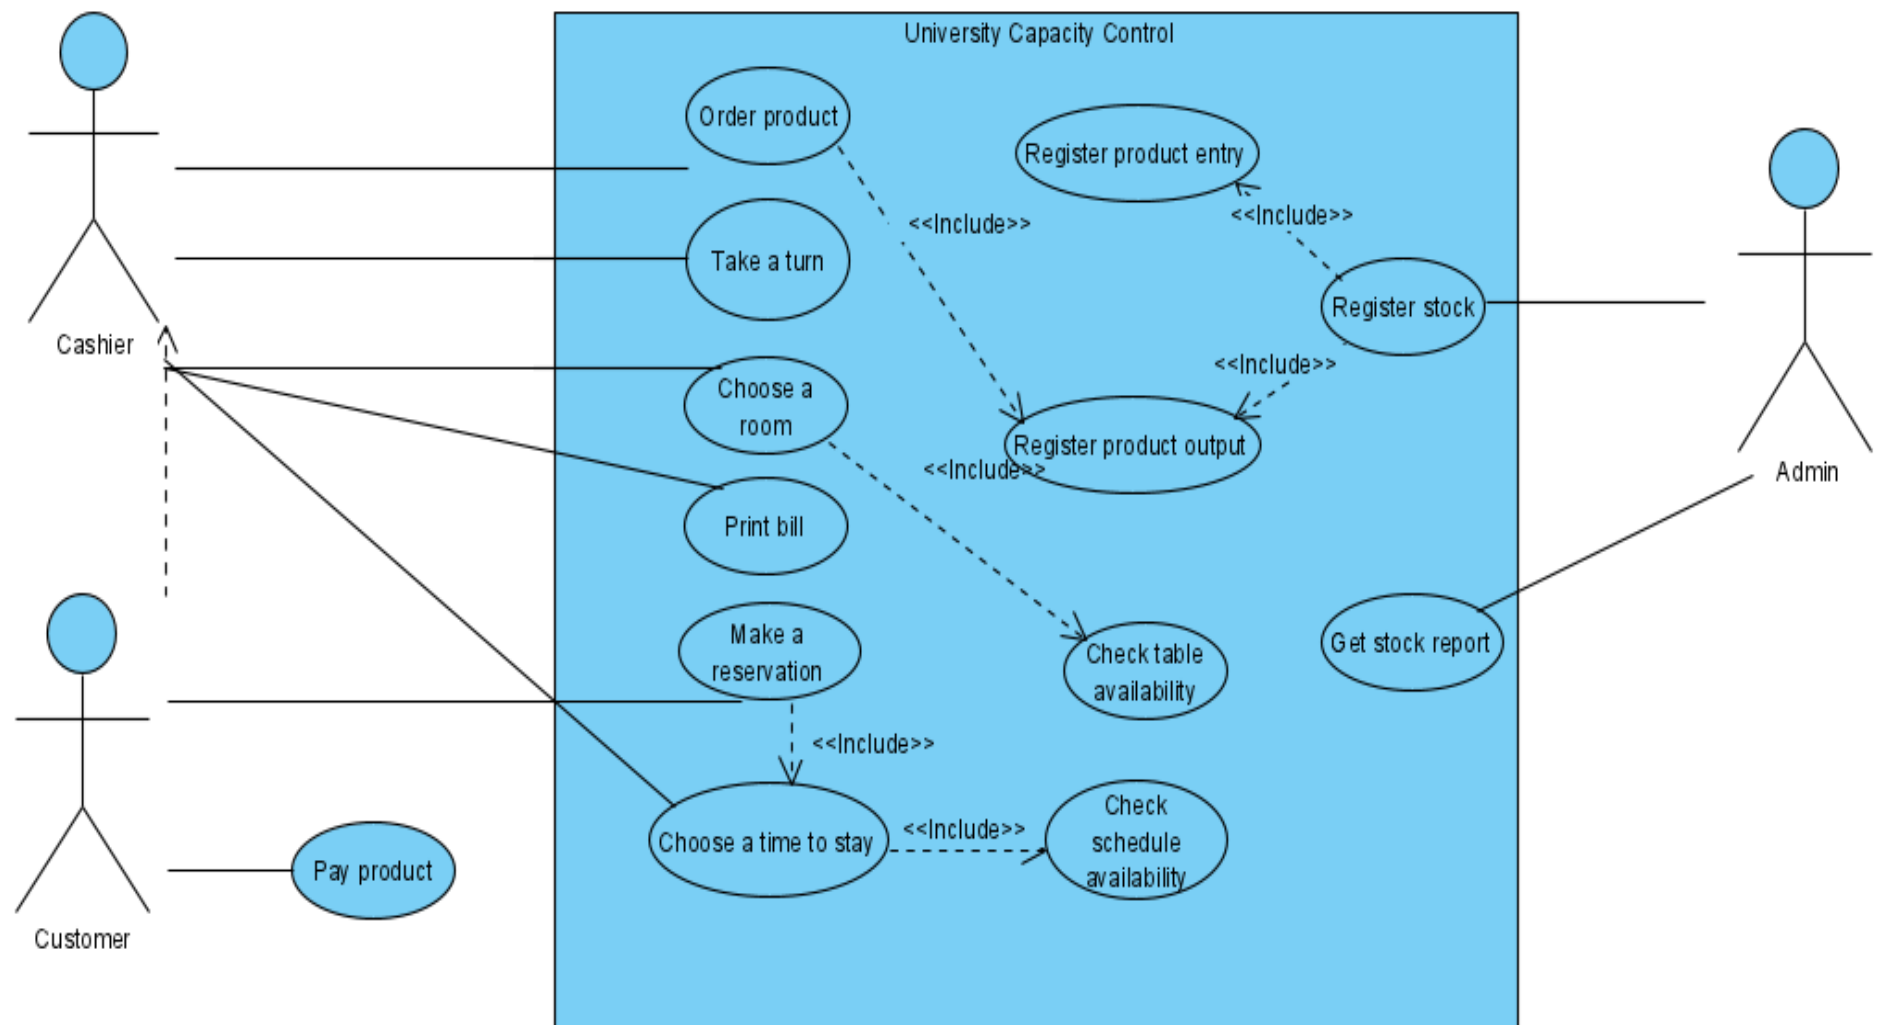 University Capacity Control
Order product
Register product entry
<<Include>>
<<Include>>
Take a turn
Register stock
Cashier
<<Include>>
Choose a
room
Register product output
<<Include>>
Admin
Print bill
Make a
reservation
Check table
availability
Get stock report
<<Include>>
Choose a time to stay
<<Include>>
Check
schedule
availability
Pay product
Customer